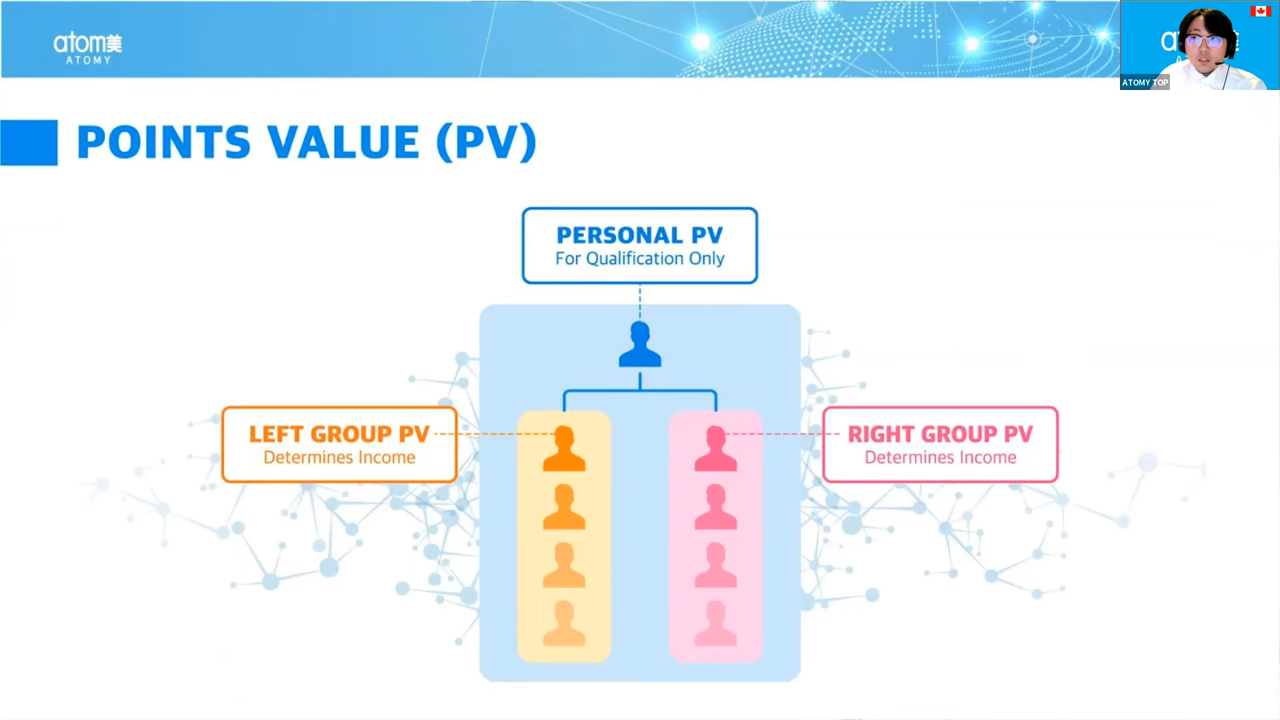 atom美
ATOMY
ATOMY TOP
POINTS VALUE (PV)
PERSONAL PV
For Qualification Only
LEFT GROUP PV
Determines Income
RIGHT GROUP PV
Determines Income